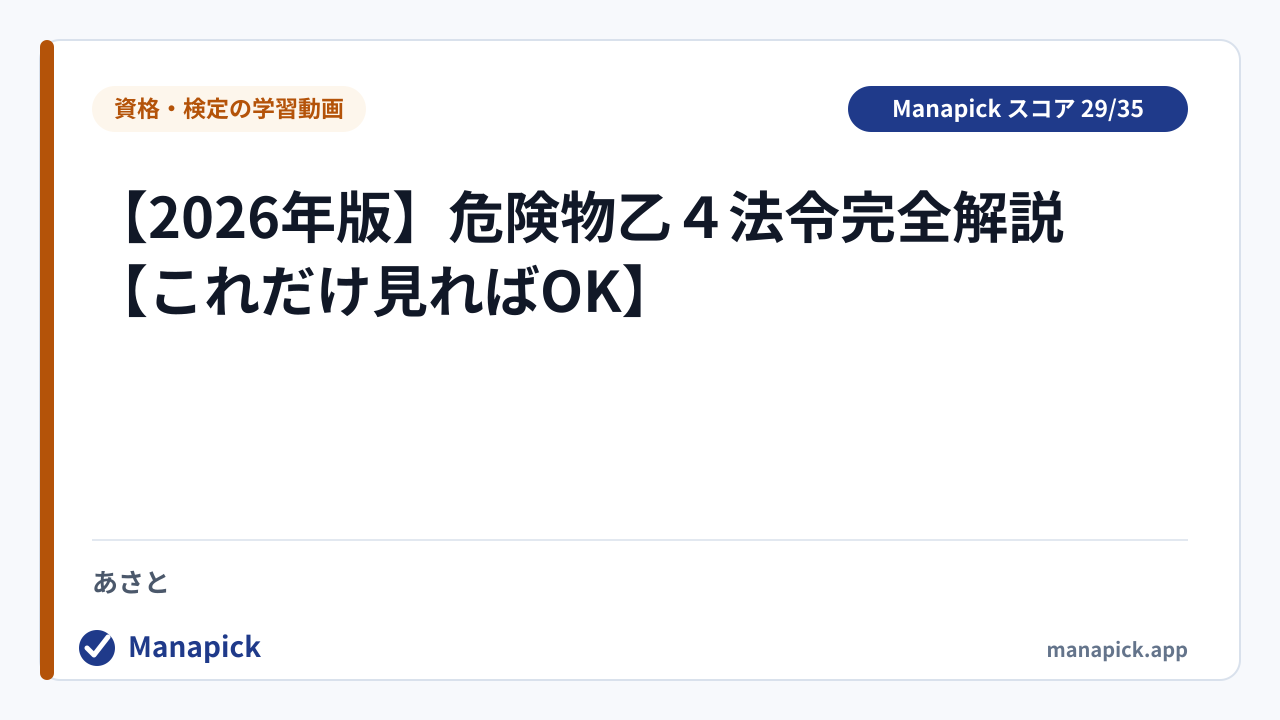 資格・検定の学習動画
Manapick スコア 29/35
【2026年版】危険物乙４法令完全解説
【これだけ見ればOK】
あさと
Manapick
manapick.app